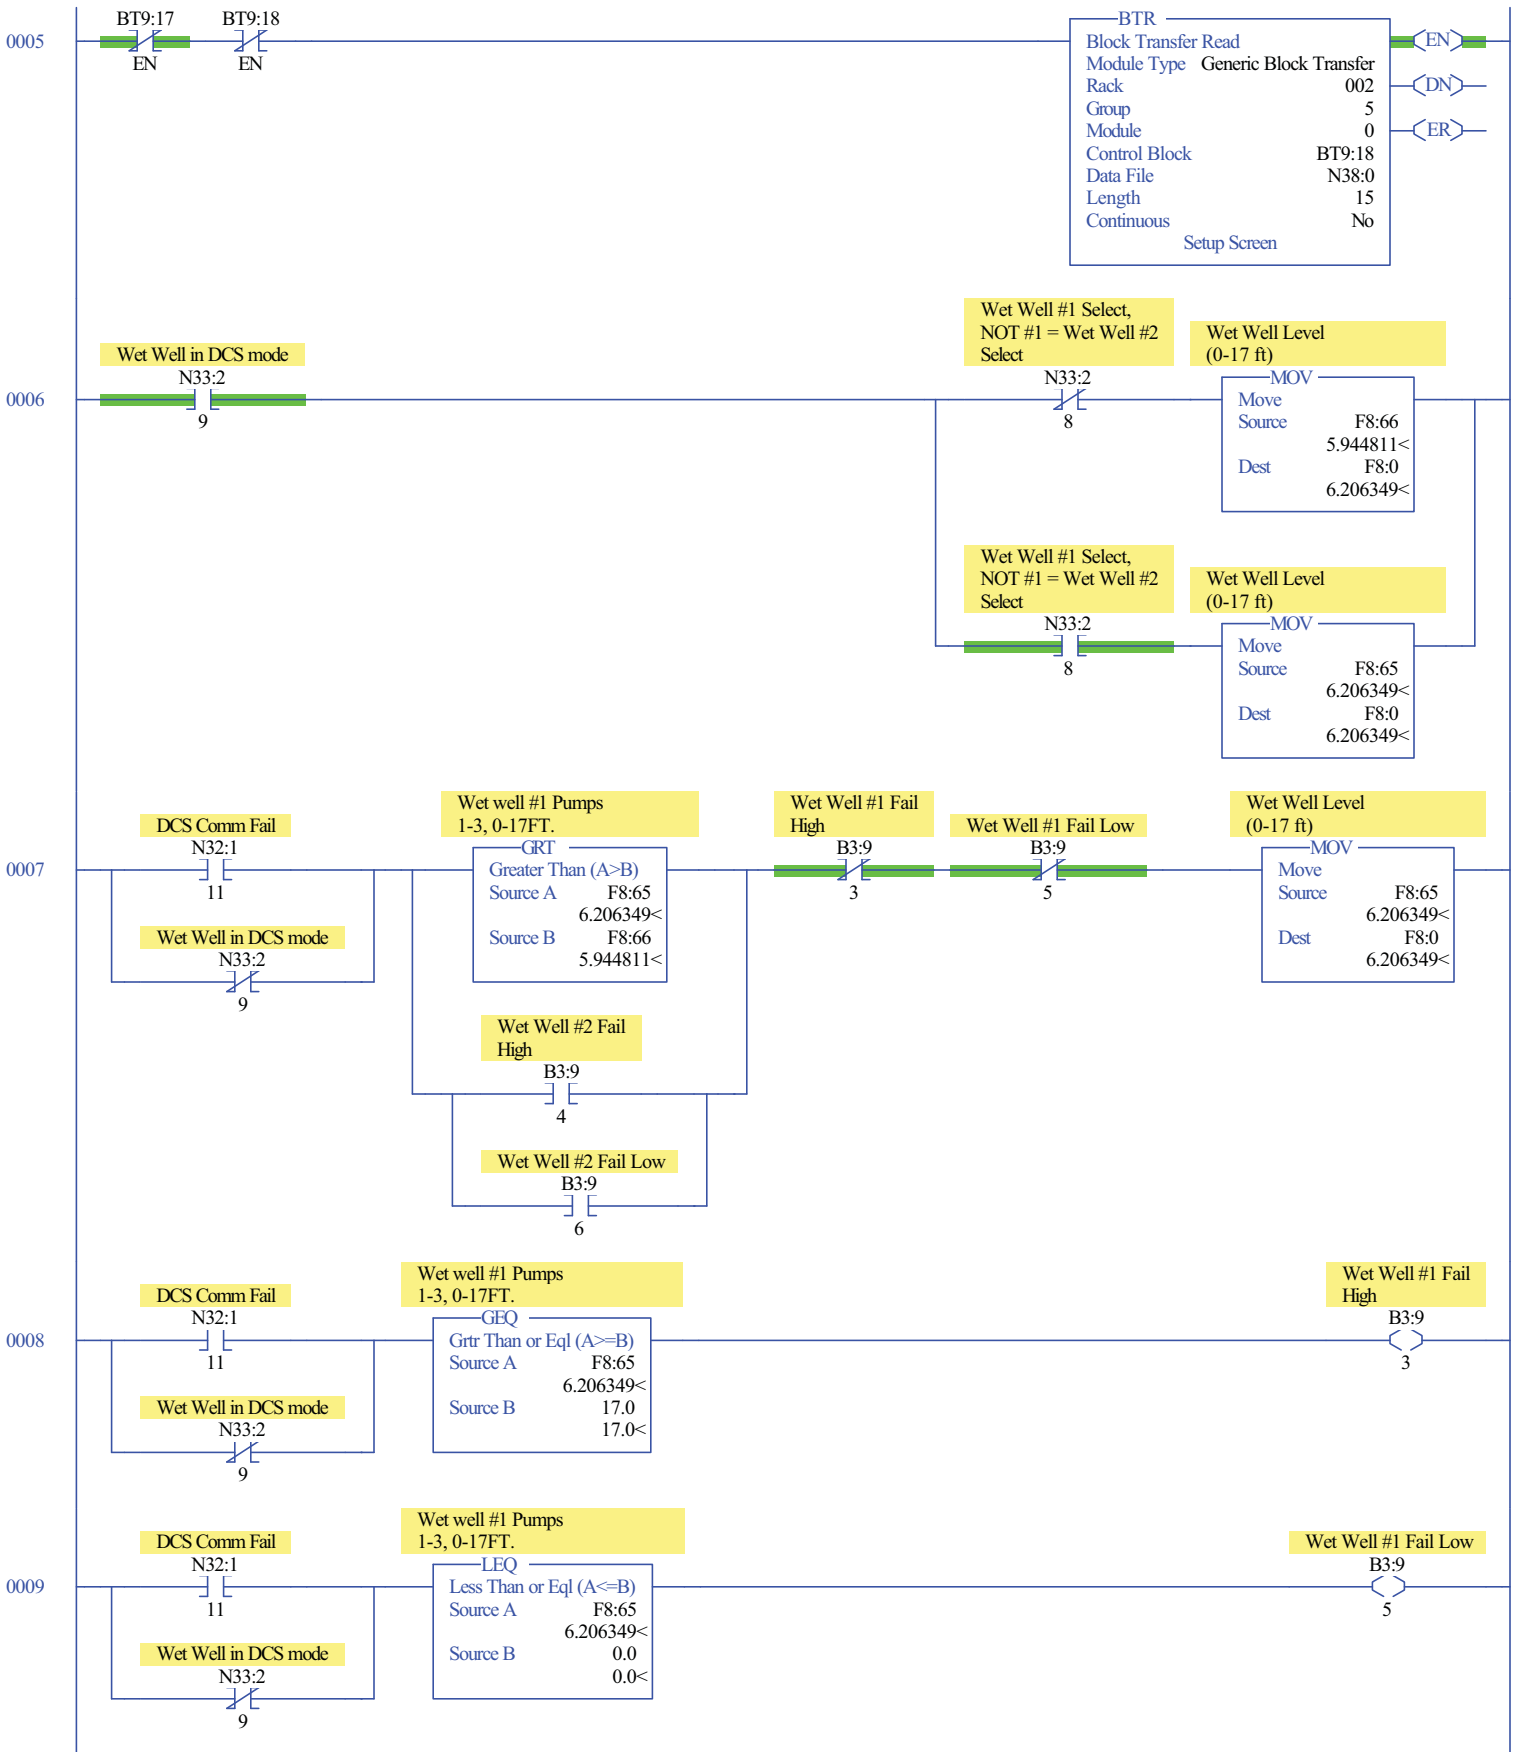 BT9:17 BT9:18
0005
EN EN
BTR
Block Transfer Read
Module Type Generic Block Transfer
Rack 002
Group 5
Module 0
Control Block BT9:18
Data File N38:0
Length 15
Continuous No
Setup Screen
EN
DN
ER
Wet Well in DCS mode
N33:2
0006
9
Wet Well #1 Select,
NOT #1 = Wet Well #2
Select
N33:2
8
Wet Well Level
(0-17 ft)
MOV
Move
Source F8:66
5.944811<
Dest F8:0
6.206349<
Wet Well #1 Select,
NOT #1 = Wet Well #2
Select
N33:2
8
Wet Well Level
(0-17 ft)
MOV
Move
Source F8:65
6.206349<
Dest F8:0
6.206349<
DCS Comm Fail
N32:1
0007
11
Wet Well in DCS mode
N33:2
9
Wet well #1 Pumps
1-3, 0-17FT.
GRT
Greater Than (A>B)
Source A F8:65
6.206349<
Source B F8:66
5.944811<
Wet Well #2 Fail
High
B3:9
4
Wet Well #2 Fail Low
B3:9
6
Wet Well #1 Fail
High
B3:9
3
Wet Well #1 Fail Low
B3:9
5
Wet Well Level
(0-17 ft)
MOV
Move
Source F8:65
6.206349<
Dest F8:0
6.206349<
DCS Comm Fail
N32:1
0008
11
Wet Well in DCS mode
N33:2
9
Wet well #1 Pumps
1-3, 0-17FT.
GEQ
Grtr Than or Eql (A>=B)
Source A F8:65
6.206349<
Source B 17.0
17.0<
Wet Well #1 Fail
High
B3:9
3
DCS Comm Fail
N32:1
0009
11
Wet Well in DCS mode
N33:2
9
Wet well #1 Pumps
1-3, 0-17FT.
LEQ
Less Than or Eql (A<=B)
Source A F8:65
6.206349<
Source B 0.0
0.0<
Wet Well #1 Fail Low
B3:9
5